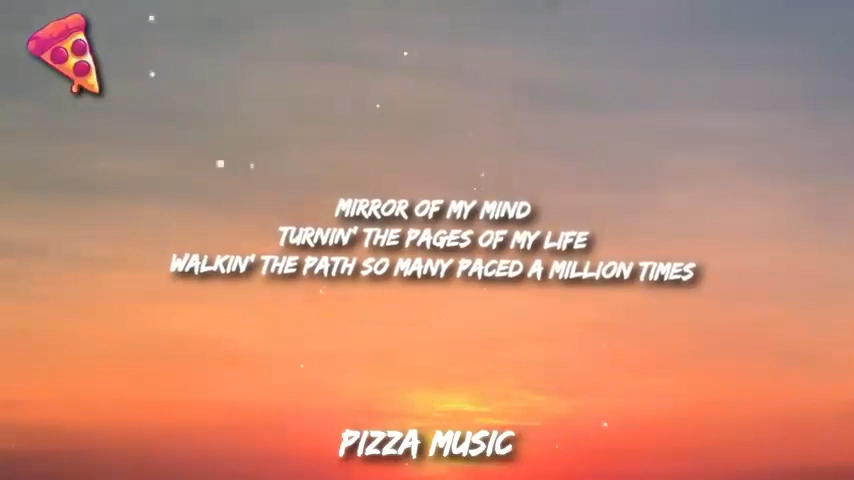 MIRROR OF MY MIND
TURNIN' THE PAGES OF MY LIFE
WALKIN' THE PATH SO MANY PACED A MILLION TIMES
PIZZA MUSIC